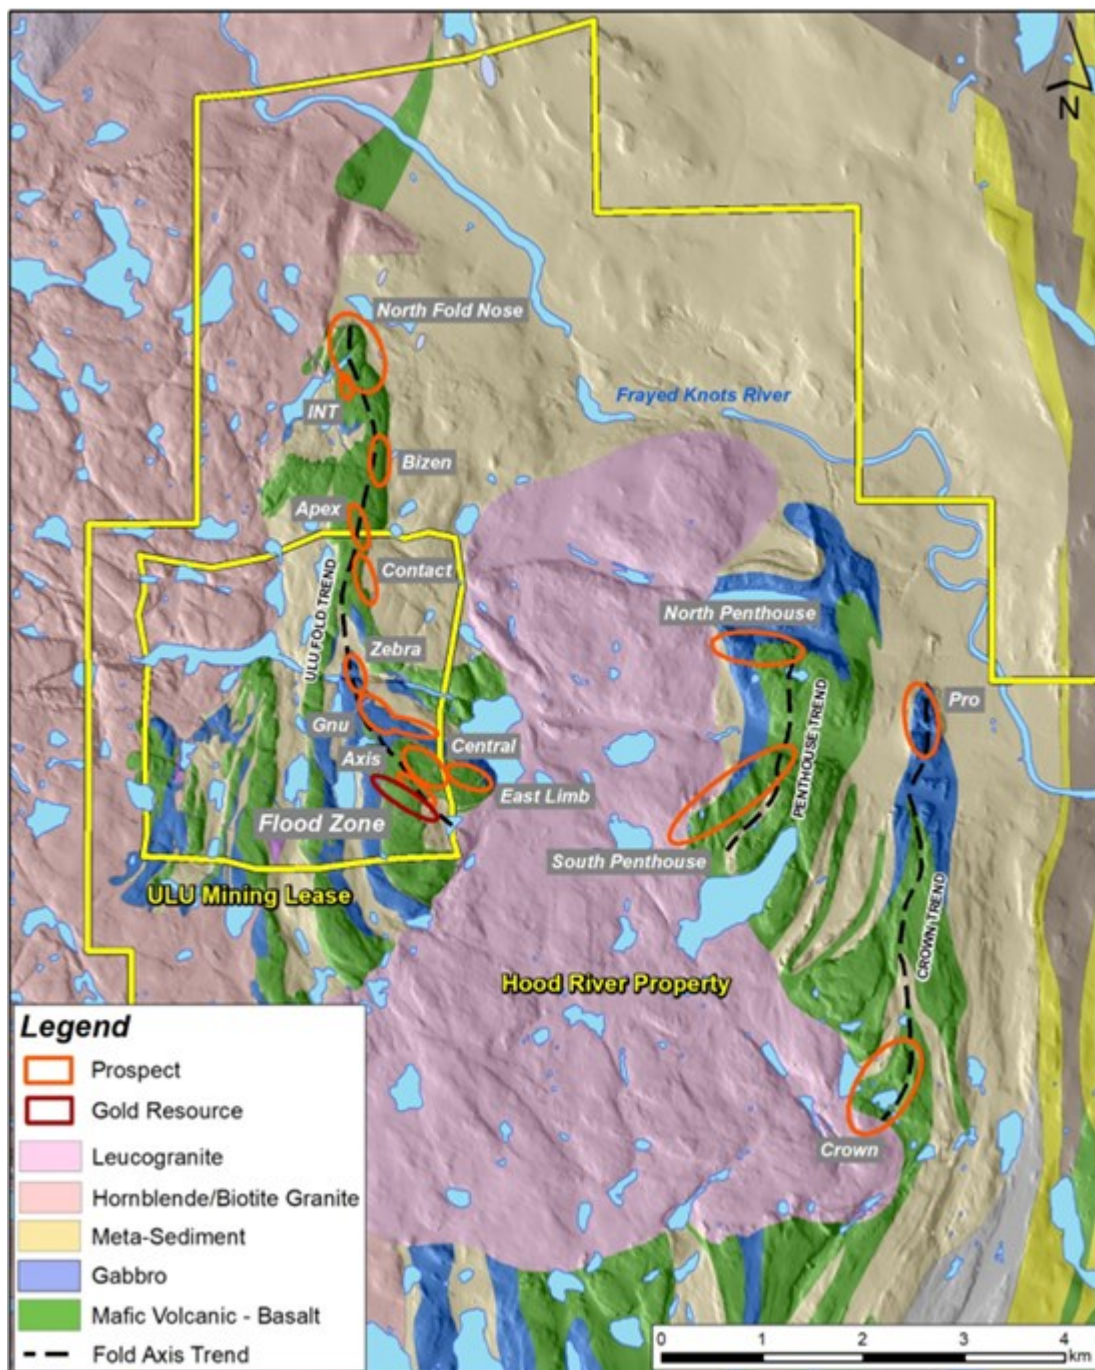 N
North Fold Nose
INT
Frayed Knots River
Bizen
Apex
Contact
ULU FOLD TREND
North Penthouse
Zebra
Pro
Gnu
Central
Axis
East Limb
PENTHOUSE TREND
Flood Zone
South Penthouse
ULU Mining Lease
CROWN TREND
Hood River Property
Crown
Legend
Prospect
Gold Resource
Leucogranite
Hornblende/Biotite Granite
Meta-Sediment
Gabbro
Mafic Volcanic - Basalt
Fold Axis Trend
0 1 2 3 4
km